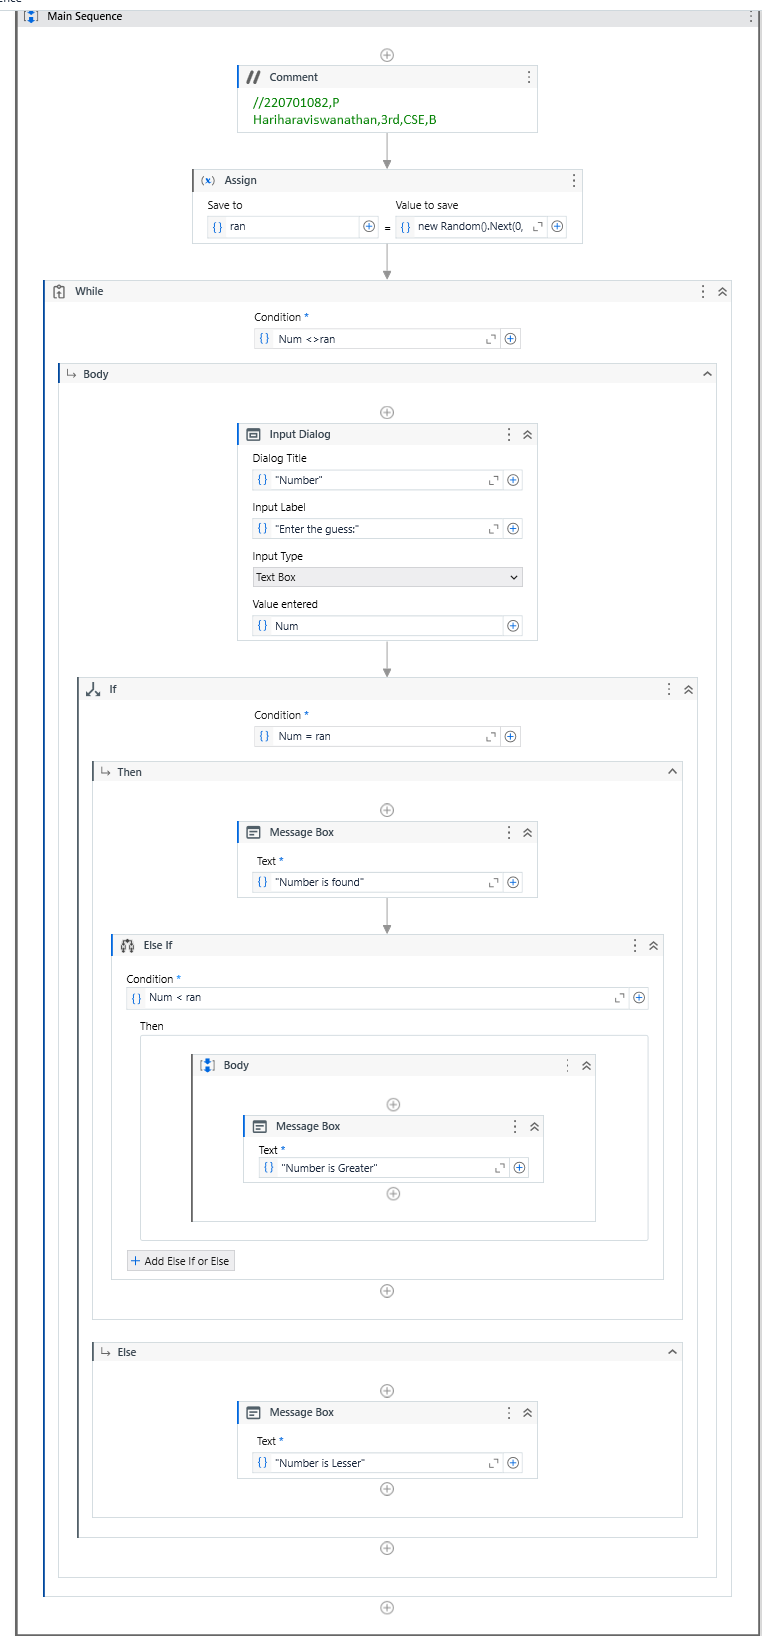 Main Sequence
Comment
//220701082,P
Hariharaviswanathan,3rd,CSE,B
Assign
Save to
Value to save
{} ran
=
{} new Random().Next(0,
While
Condition *
{} Num <>ran
Body
Input Dialog
Dialog Title
{} "Number"
Input Label
{} "Enter the guess:"
Input Type
Text Box
Value entered
{} Num
If
Condition *
{} Num = ran
Then
Message Box
Text *
{} "Number is found"
Else If
Condition *
{} Num < ran
Then
Body
Message Box
Text *
{} "Number is Greater"
+ Add Else If or Else
Else
Message Box
Text *
{} "Number is Lesser"